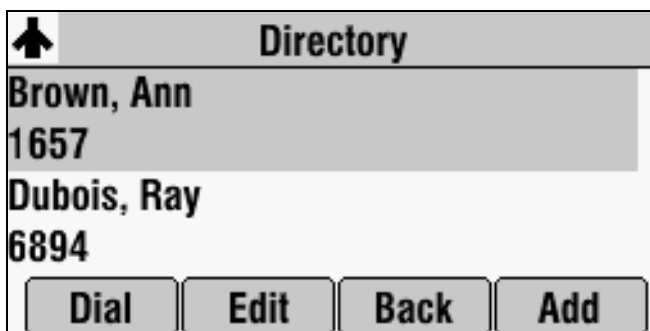 Directory
Brown, Ann
1657
Dubois, Ray
6894
Dial Edit Back Add